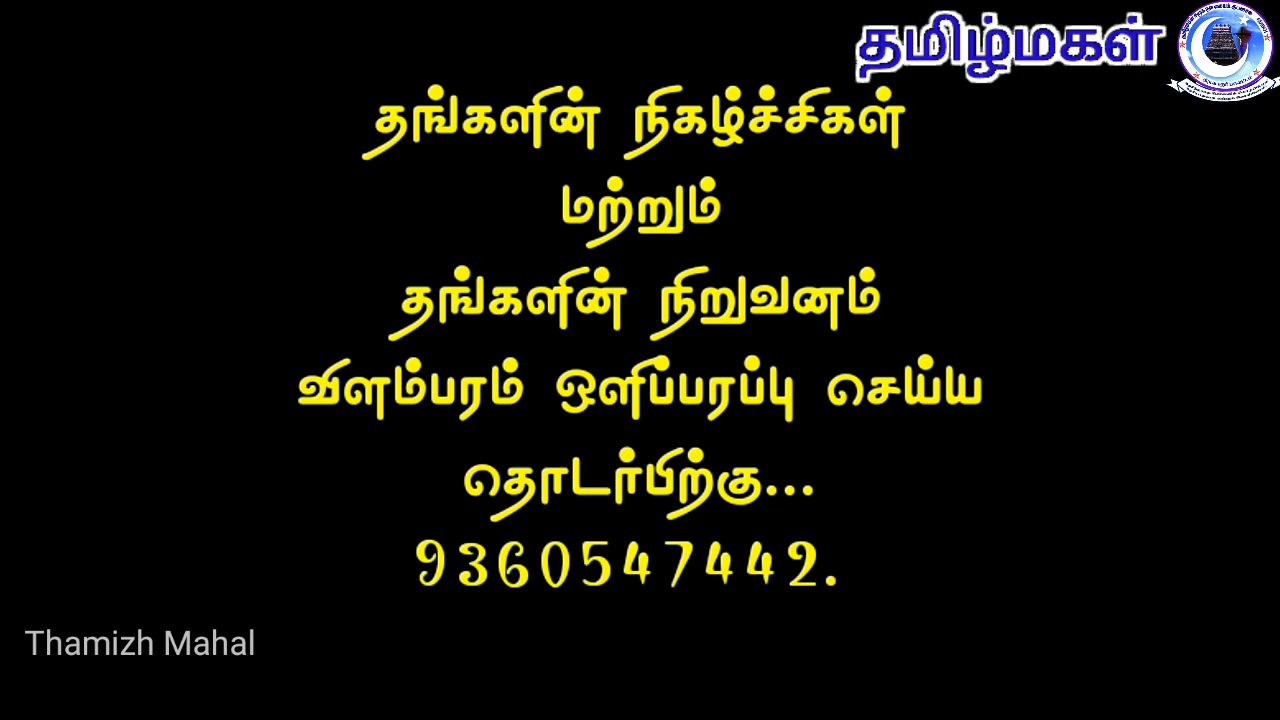 தமிழ்மகள்
தங்களின் நிகழ்ச்சிகள்
மற்றும்
தங்களின் நிறுவனம்
விளம்பரம் ஒளிப்பரப்பு செய்ய
தொடர்பிற்கு...
9360547442.
Thamizh Mahal